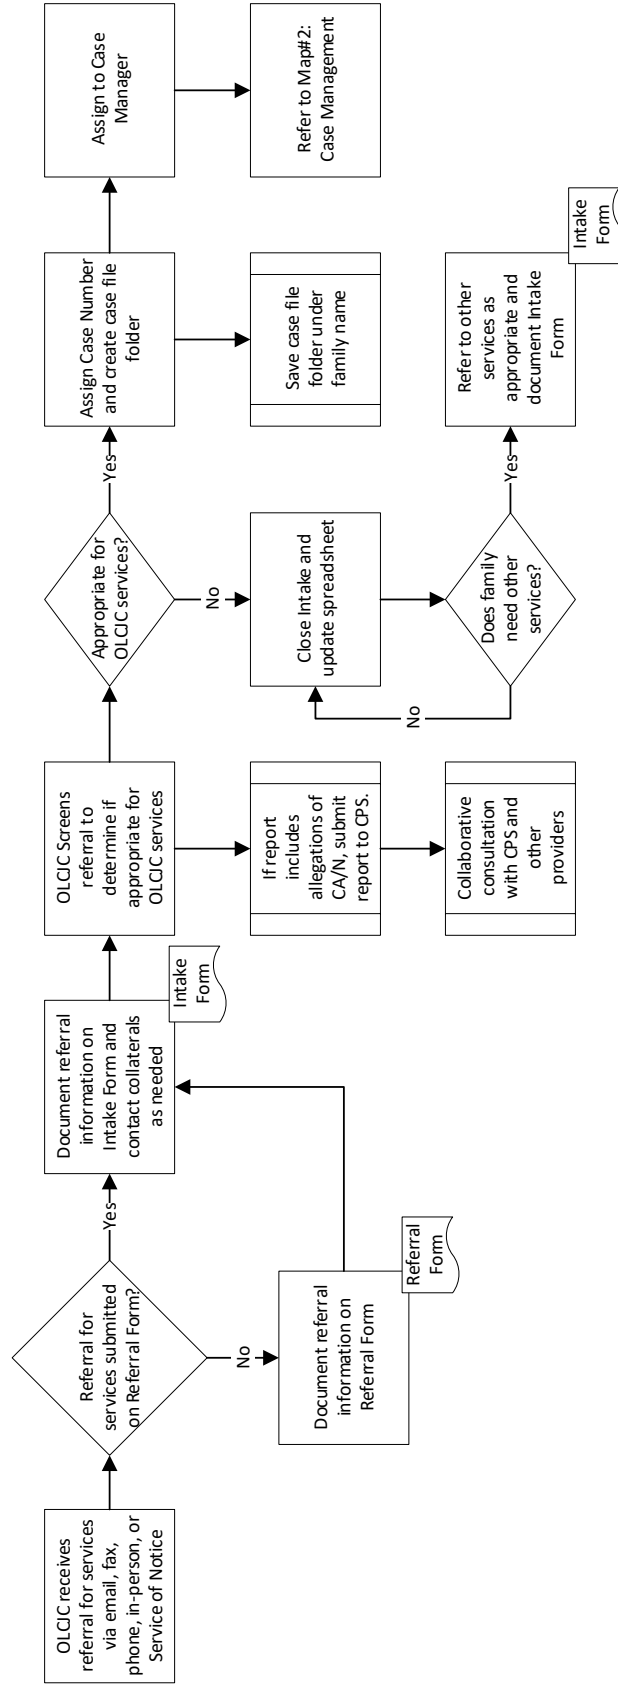 OLCJC receives
referral for services
via email, fax,
phone, in-person, or
Service of Notice
Referral for
services submitted
on Referral Form?
Yes
No
Document referral
information on
Referral Form
Referral
Form
Document referral
information on
Intake Form and
contact collaterals
as needed
Intake
Form
OLCJC Screens
referral to
determine if
appropriate for
OLCJC services
If report
includes
allegations of
CA/N, submit
report to CPS.
Collaborative
consultation
with CPS and
other
providers
Appropriate for
OLCJC services?
Yes
No
Close Intake and
update spreadsheet
Does family
need other
services?
No
Yes
Refer to other
services as
appropriate and
document Intake
Form
Intake
Form
Assign Case Number
and create case file
folder
Save case file
folder under
family name
Assign to Case
Manager
Refer to Map#2:
Case Management